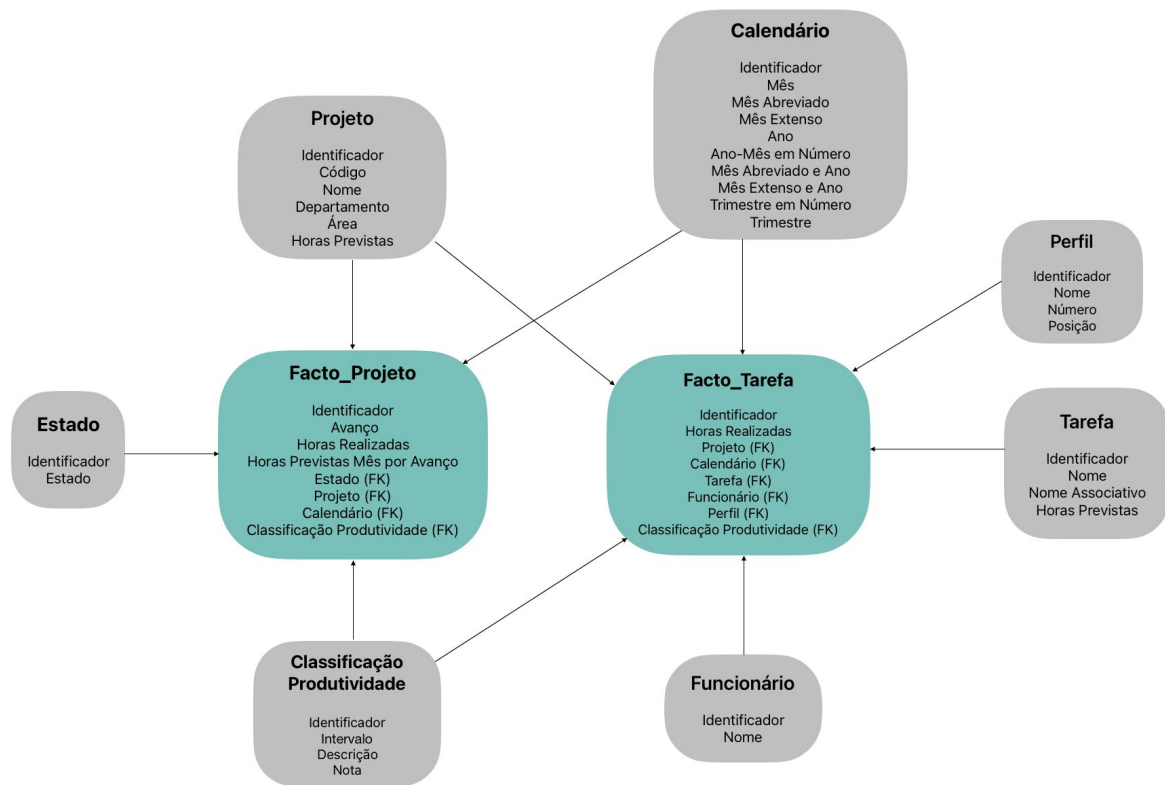 Calendário
Identificador
Mês
Mês Abreviado
Mês Extenso
Ano
Ano-Mês em Número
Mês Abreviado e Ano
Mês Extenso e Ano
Trimestre em Número
Trimestre
Projeto
Identificador
Código
Nome
Departamento
Área
Horas Previstas
Perfil
Identificador
Nome
Número
Posição
Facto_Projeto
Identificador
Avanço
Horas Realizadas
Horas Previstas Mês por Avanço
Estado (FK)
Projeto (FK)
Calendário (FK)
Classificação Produtividade (FK)
Facto_Tarefa
Identificador
Horas Realizadas
Projeto (FK)
Calendário (FK)
Tarefa (FK)
Funcionário (FK)
Perfil (FK)
Classificação Produtividade (FK)
Estado
Identificador
Estado
Tarefa
Identificador
Nome
Nome Associativo
Horas Previstas
Classificação
Produtividade
Identificador
Intervalo
Descrição
Nota
Funcionário
Identificador
Nome